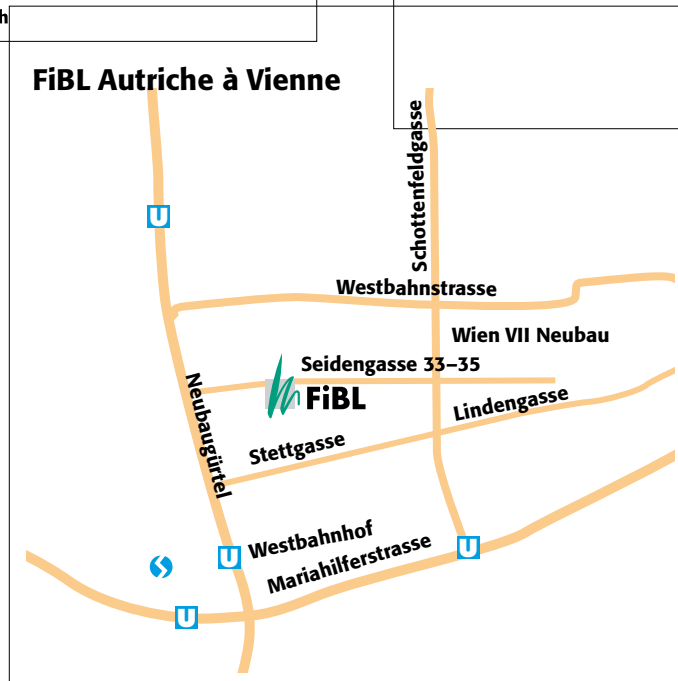 h
FiBL Autriche à Vienne
Schottenfeldgasse
U
Westbahnstrasse
Wien VII Neubau
Seidengasse 33–35
FiBL
Neubaugürtel
Lindengasse
Stettgasse
U
Westbahnhof
U
Mariahilferstrasse
S
U